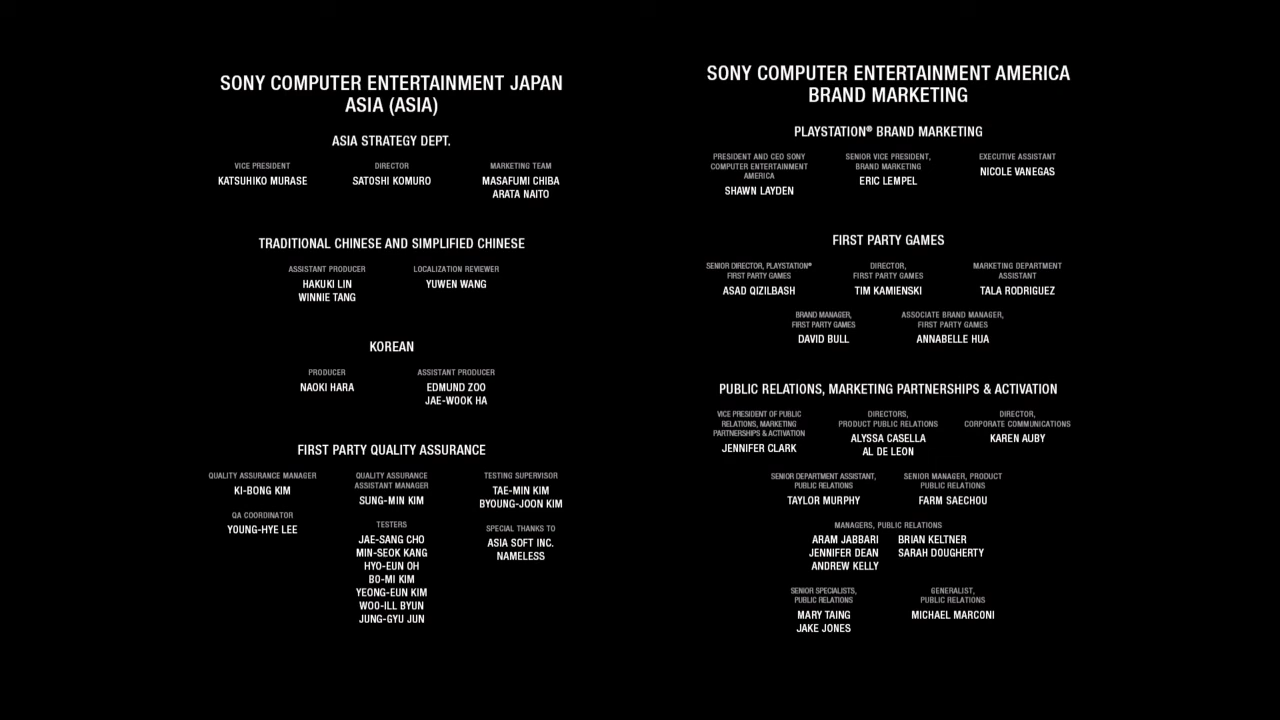 SONY COMPUTER ENTERTAINMENT JAPAN
ASIA (ASIA)
ASIA STRATEGY DEPT.
VICE PRESIDENT
KATSUHIKO MURASE
DIRECTOR
SATOSHI KOMURO
MARKETING TEAM
MASAFUMI CHIBA
ARATA NAITO
TRADITIONAL CHINESE AND SIMPLIFIED CHINESE
ASSISTANT PRODUCER
HAKUKI LIN
WINNIE TANG
LOCALIZATION REVIEWER
YUWEN WANG
KOREAN
PRODUCER
NAOKI HARA
ASSISTANT PRODUCER
EDMUND ZOO
JAE-WOOK HA
FIRST PARTY QUALITY ASSURANCE
QUALITY ASSURANCE MANAGER
KI-BONG KIM
QA COORDINATOR
YOUNG-HYE LEE
QUALITY ASSURANCE
ASSISTANT MANAGER
SUNG-MIN KIM
TESTERS
JAE-SANG CHO
MIN-SEOK KANG
HYO-EUN OH
BO-MI KIM
YEONG-EUN KIM
WOO-ILL BYUN
JUNG-GYU JUN
TESTING SUPERVISOR
TAE-MIN KIM
BYOUNG-JOON KIM
SPECIAL THANKS TO
ASIA SOFT INC.
NAMELESS
SONY COMPUTER ENTERTAINMENT AMERICA
BRAND MARKETING
PLAYSTATION® BRAND MARKETING
PRESIDENT AND CEO SONY
COMPUTER ENTERTAINMENT
AMERICA
SHAWN LAYDEN
SENIOR VICE PRESIDENT,
BRAND MARKETING
ERIC LEMPEL
EXECUTIVE ASSISTANT
NICOLE VANEGAS
FIRST PARTY GAMES
SENIOR DIRECTOR, PLAYSTATION®
FIRST PARTY GAMES
ASAD QIZILBASH
DIRECTOR,
FIRST PARTY GAMES
TIM KAMIENSKI
MARKETING DEPARTMENT
ASSISTANT
TALA RODRIGUEZ
BRAND MANAGER,
FIRST PARTY GAMES
DAVID BULL
ASSOCIATE BRAND MANAGER,
FIRST PARTY GAMES
ANNABELLE HUA
PUBLIC RELATIONS, MARKETING PARTNERSHIPS & ACTIVATION
VICE PRESIDENT OF PUBLIC
RELATIONS, MARKETING
PARTNERSHIPS & ACTIVATION
JENNIFER CLARK
DIRECTORS,
PRODUCT PUBLIC RELATIONS
ALYSSA CASELLA
AL DE LEON
DIRECTOR,
CORPORATE COMMUNICATIONS
KAREN AUBY
SENIOR DEPARTMENT ASSISTANT,
PUBLIC RELATIONS
TAYLOR MURPHY
SENIOR MANAGER, PRODUCT
PUBLIC RELATIONS
FARM SAECHOU
MANAGERS, PUBLIC RELATIONS
ARAM JABBARI
JENNIFER DEAN
ANDREW KELLY
BRIAN KELTNER
SARAH DOUGHERTY
SENIOR SPECIALISTS,
PUBLIC RELATIONS
MARY TAING
JAKE JONES
GENERALIST,
PUBLIC RELATIONS
MICHAEL MARCONI